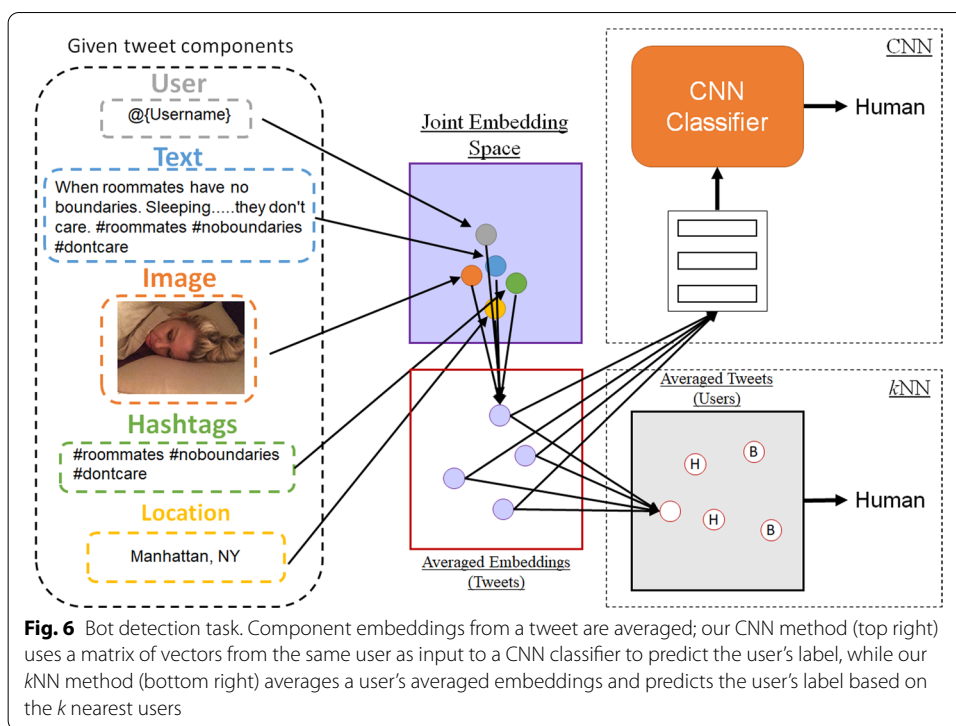 Given tweet components
User
@{Username}
Text
When roommates have no
boundaries. Sleeping.....they don't
care. #roommates #noboundaries
#dontcare
Image
Hashtags
#roommates #noboundaries
#dontcare
Location
Manhattan, NY
Joint Embedding
Space
Averaged Embeddings
(Tweets)
CNN
CNN
Classifier
Human
kNN
Averaged Tweets
(Users)
H
B
H
B
Human
Fig. 6 Bot detection task. Component embeddings from a tweet are averaged; our CNN method (top right)
uses a matrix of vectors from the same user as input to a CNN classifier to predict the user's label, while our
kNN method (bottom right) averages a user's averaged embeddings and predicts the user's label based on
the k nearest users